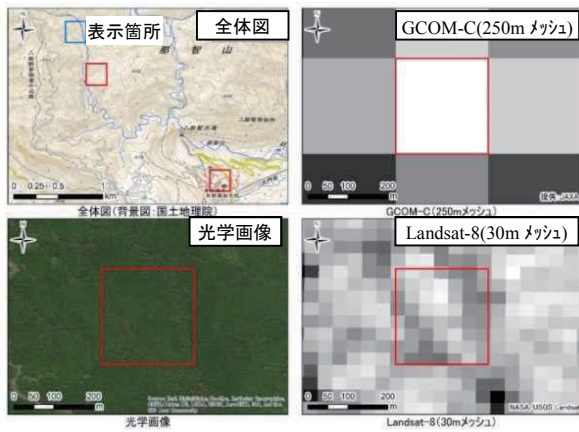 表示箇所
全体図
那智山
0 0.25 0.5 1
km
全体図(背景図:国土地理院)
GCOM-C(250m メッシュ)
0 50 100 200
m
提供:JAXA
GCOM-C(250mメッシュ)
光学画像
0 50 100 200
m
光学画像
Landsat-8(30m メッシュ)
0 50 100 200
m
NASA/USGS Landsat
Landsat-8(30mメッシュ)